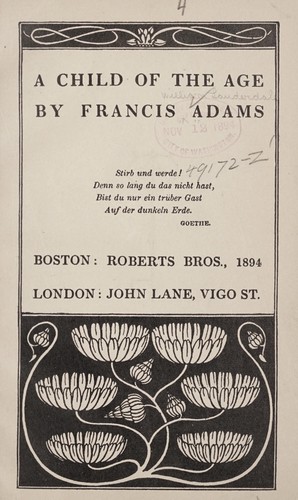 4
A CHILD OF THE AGE
BY FRANCIS ADAMS
NOV
49172-Z
Stirb und werde!
Denn so lang du das nicht hast,
Bist du nur ein trüber Gast
Auf der dunkeln Erde.
GOETHE.
BOSTON: ROBERTS BROS., 1894
LONDON: JOHN LANE, VIGO ST.